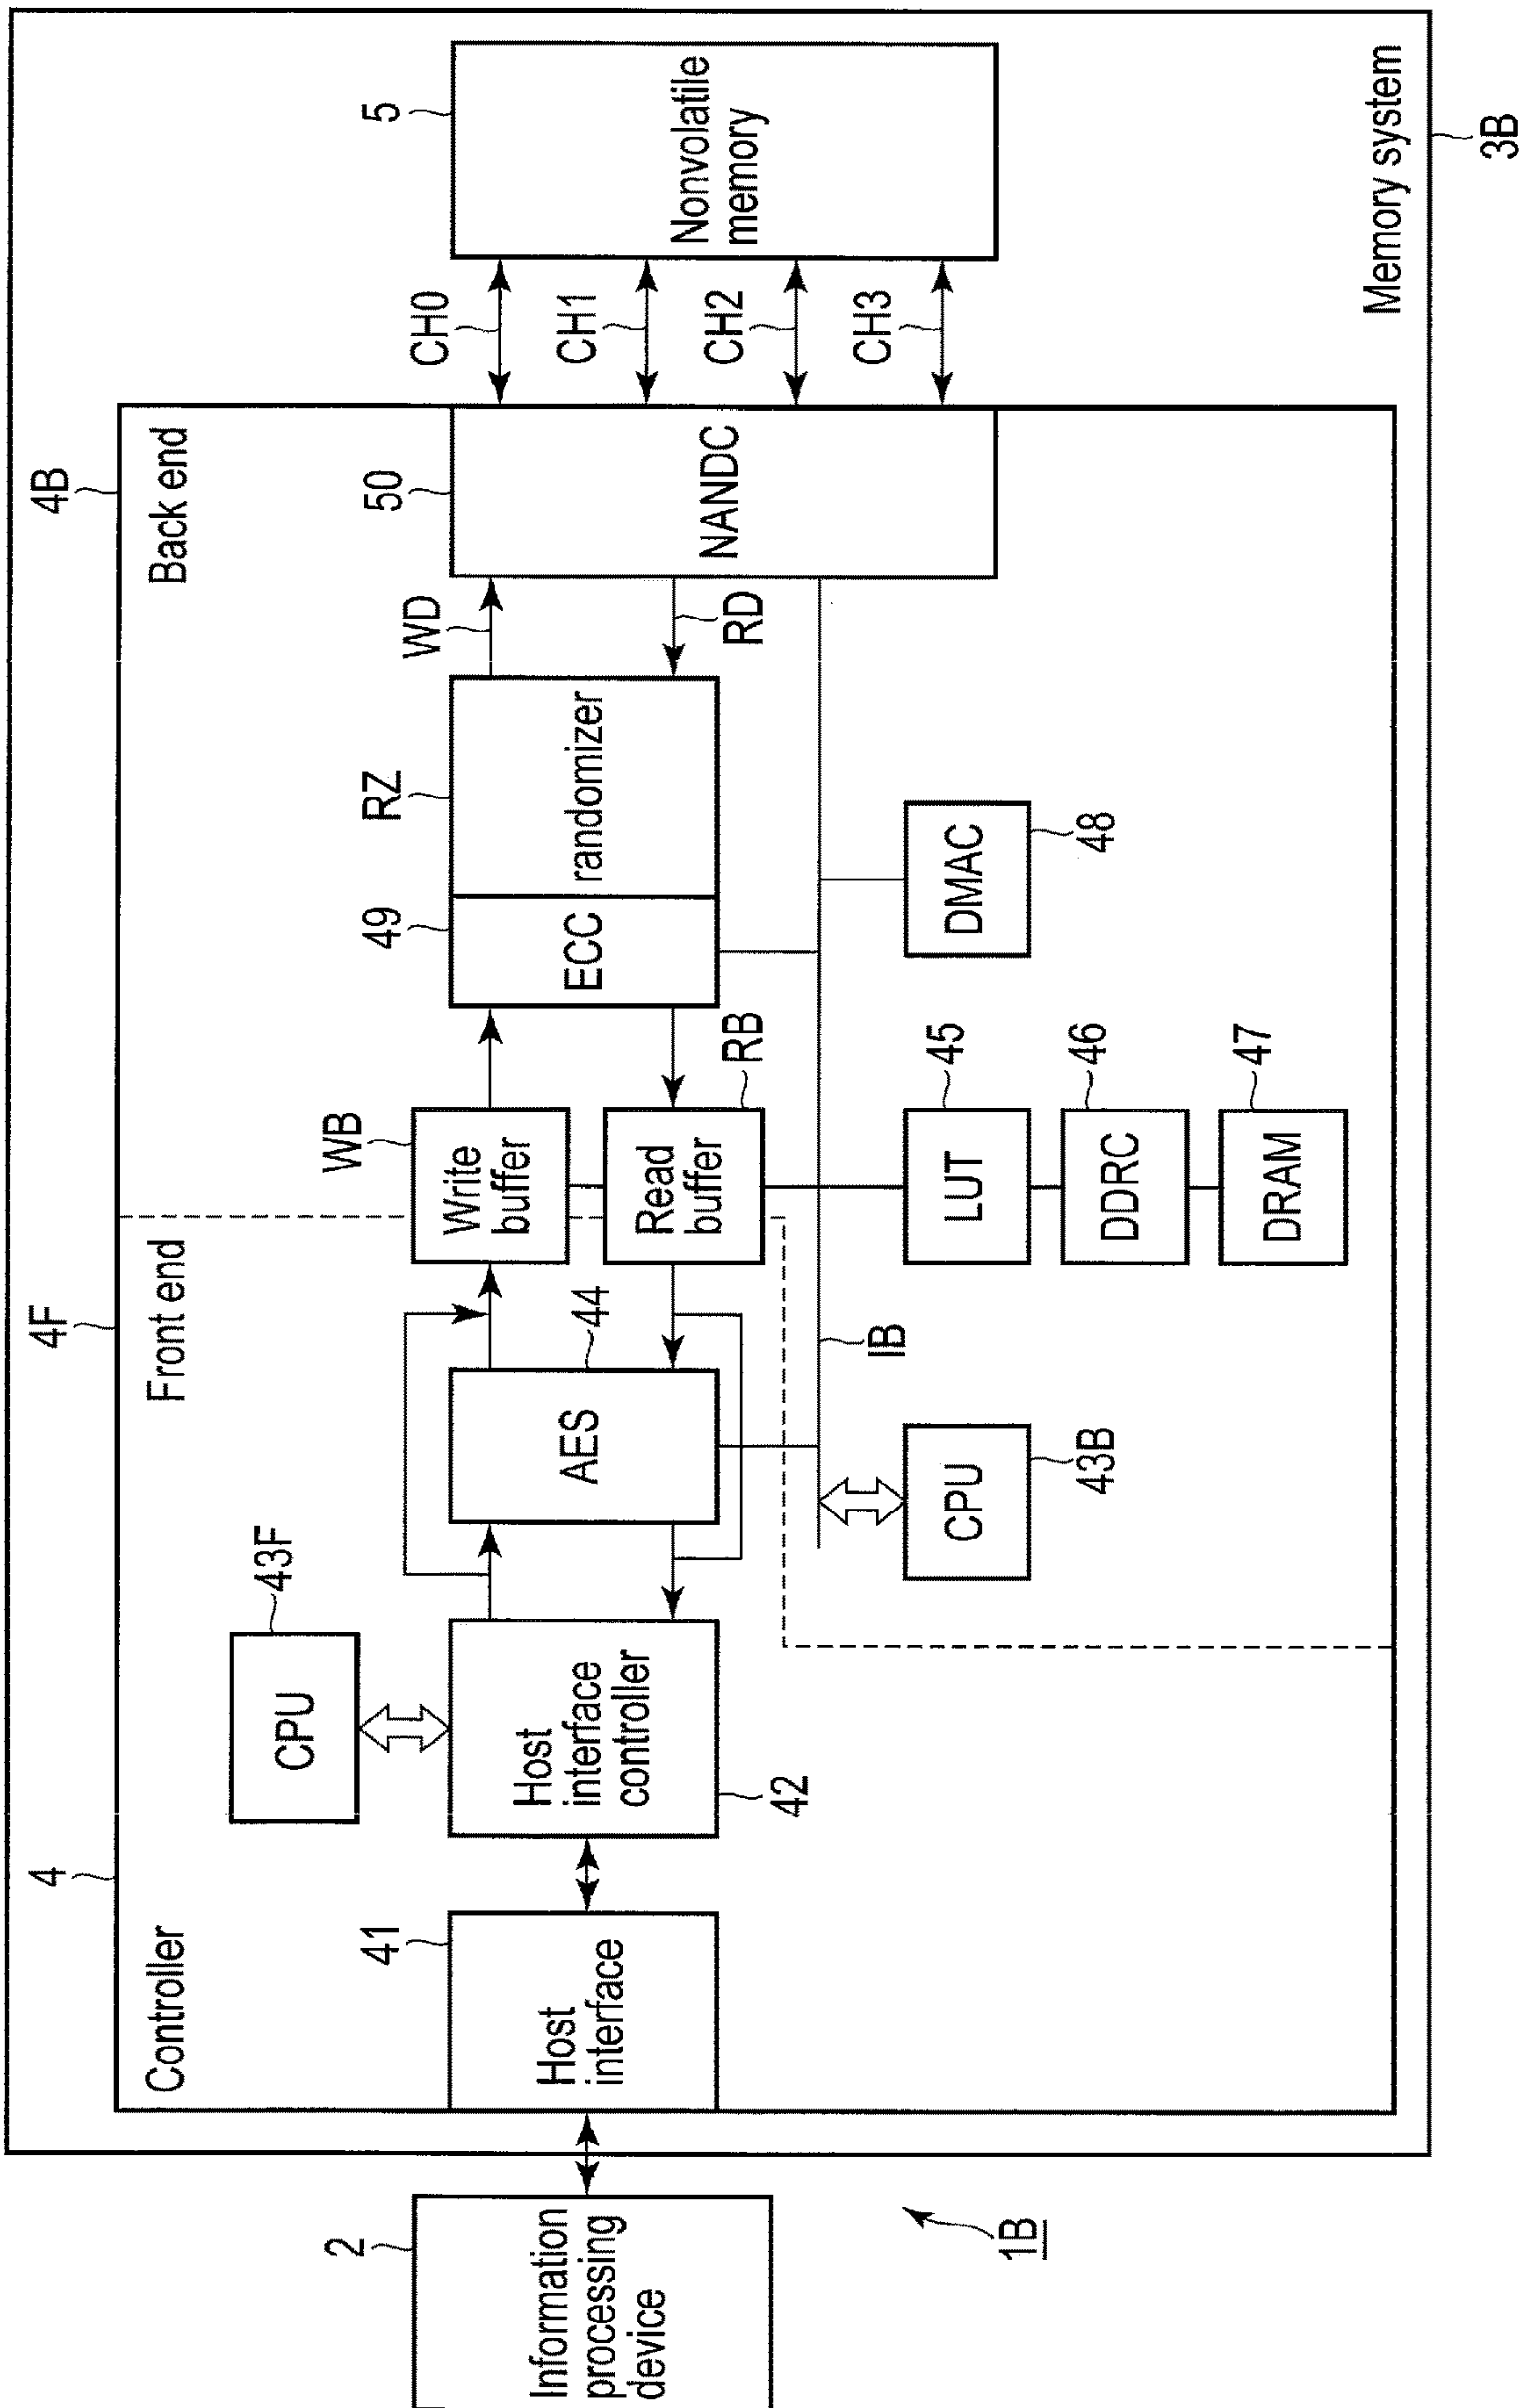 4
4F
4B
Controller
Front end
Back end
43F
CPU
WB
Write
buffer
49
RZ
50
5
CH0
CH1
CH2
CH3
WD
RD
2
Information
processing
device
41
Host
interface
Host
interface
controller
42
AES
44
Read
buffer
RB
ECC
randomizer
NANDC
Nonvolatile
memory
IB
CPU
43B
LUT
45
DDRC
46
DRAM
47
DMAC
48
1B
Memory system
3B